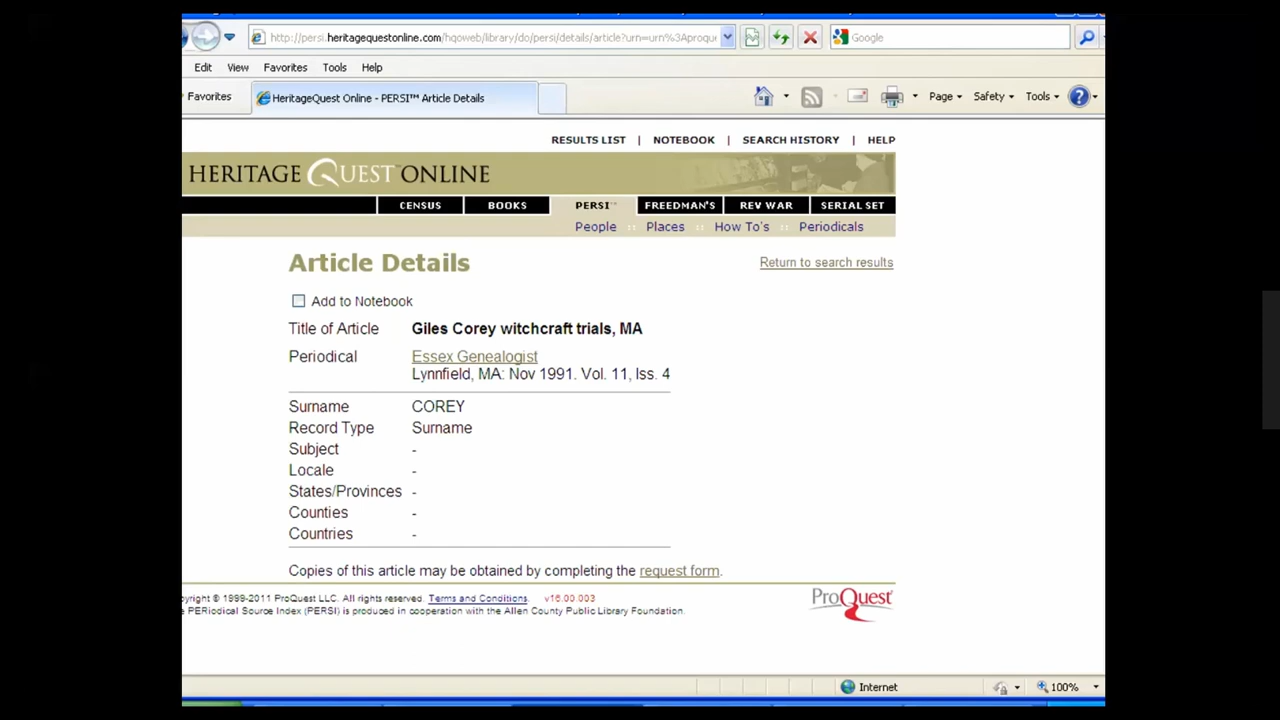 http://persi.heritagequestonline.com/hqoweb/library/do/persi/details/article?urn=urn%3Aproque
Google
Edit View Favorites Tools Help
Favorites
HeritageQuest Online - PERSI™ Article Details
Page Safety Tools
RESULTS LIST | NOTEBOOK | SEARCH HISTORY | HELP
HERITAGE QUEST ONLINE
CENSUS BOOKS PERSI™ FREEDMAN'S REV WAR SERIAL SET
People :: Places :: How To's :: Periodicals
Article Details
Return to search results
Add to Notebook
Title of Article Giles Corey witchcraft trials, MA
Periodical Essex Genealogist
Lynnfield, MA: Nov 1991. Vol. 11, Iss. 4
Surname COREY
Record Type Surname
Subject -
Locale -
States/Provinces -
Counties -
Countries -
Copies of this article may be obtained by completing the request form.
pyright © 1999-2011 ProQuest LLC. All rights reserved. Terms and Conditions. v16.00.003
e PERiodical Source Index (PERSI) is produced in cooperation with the Allen County Public Library Foundation.
ProQuest
Internet
100%